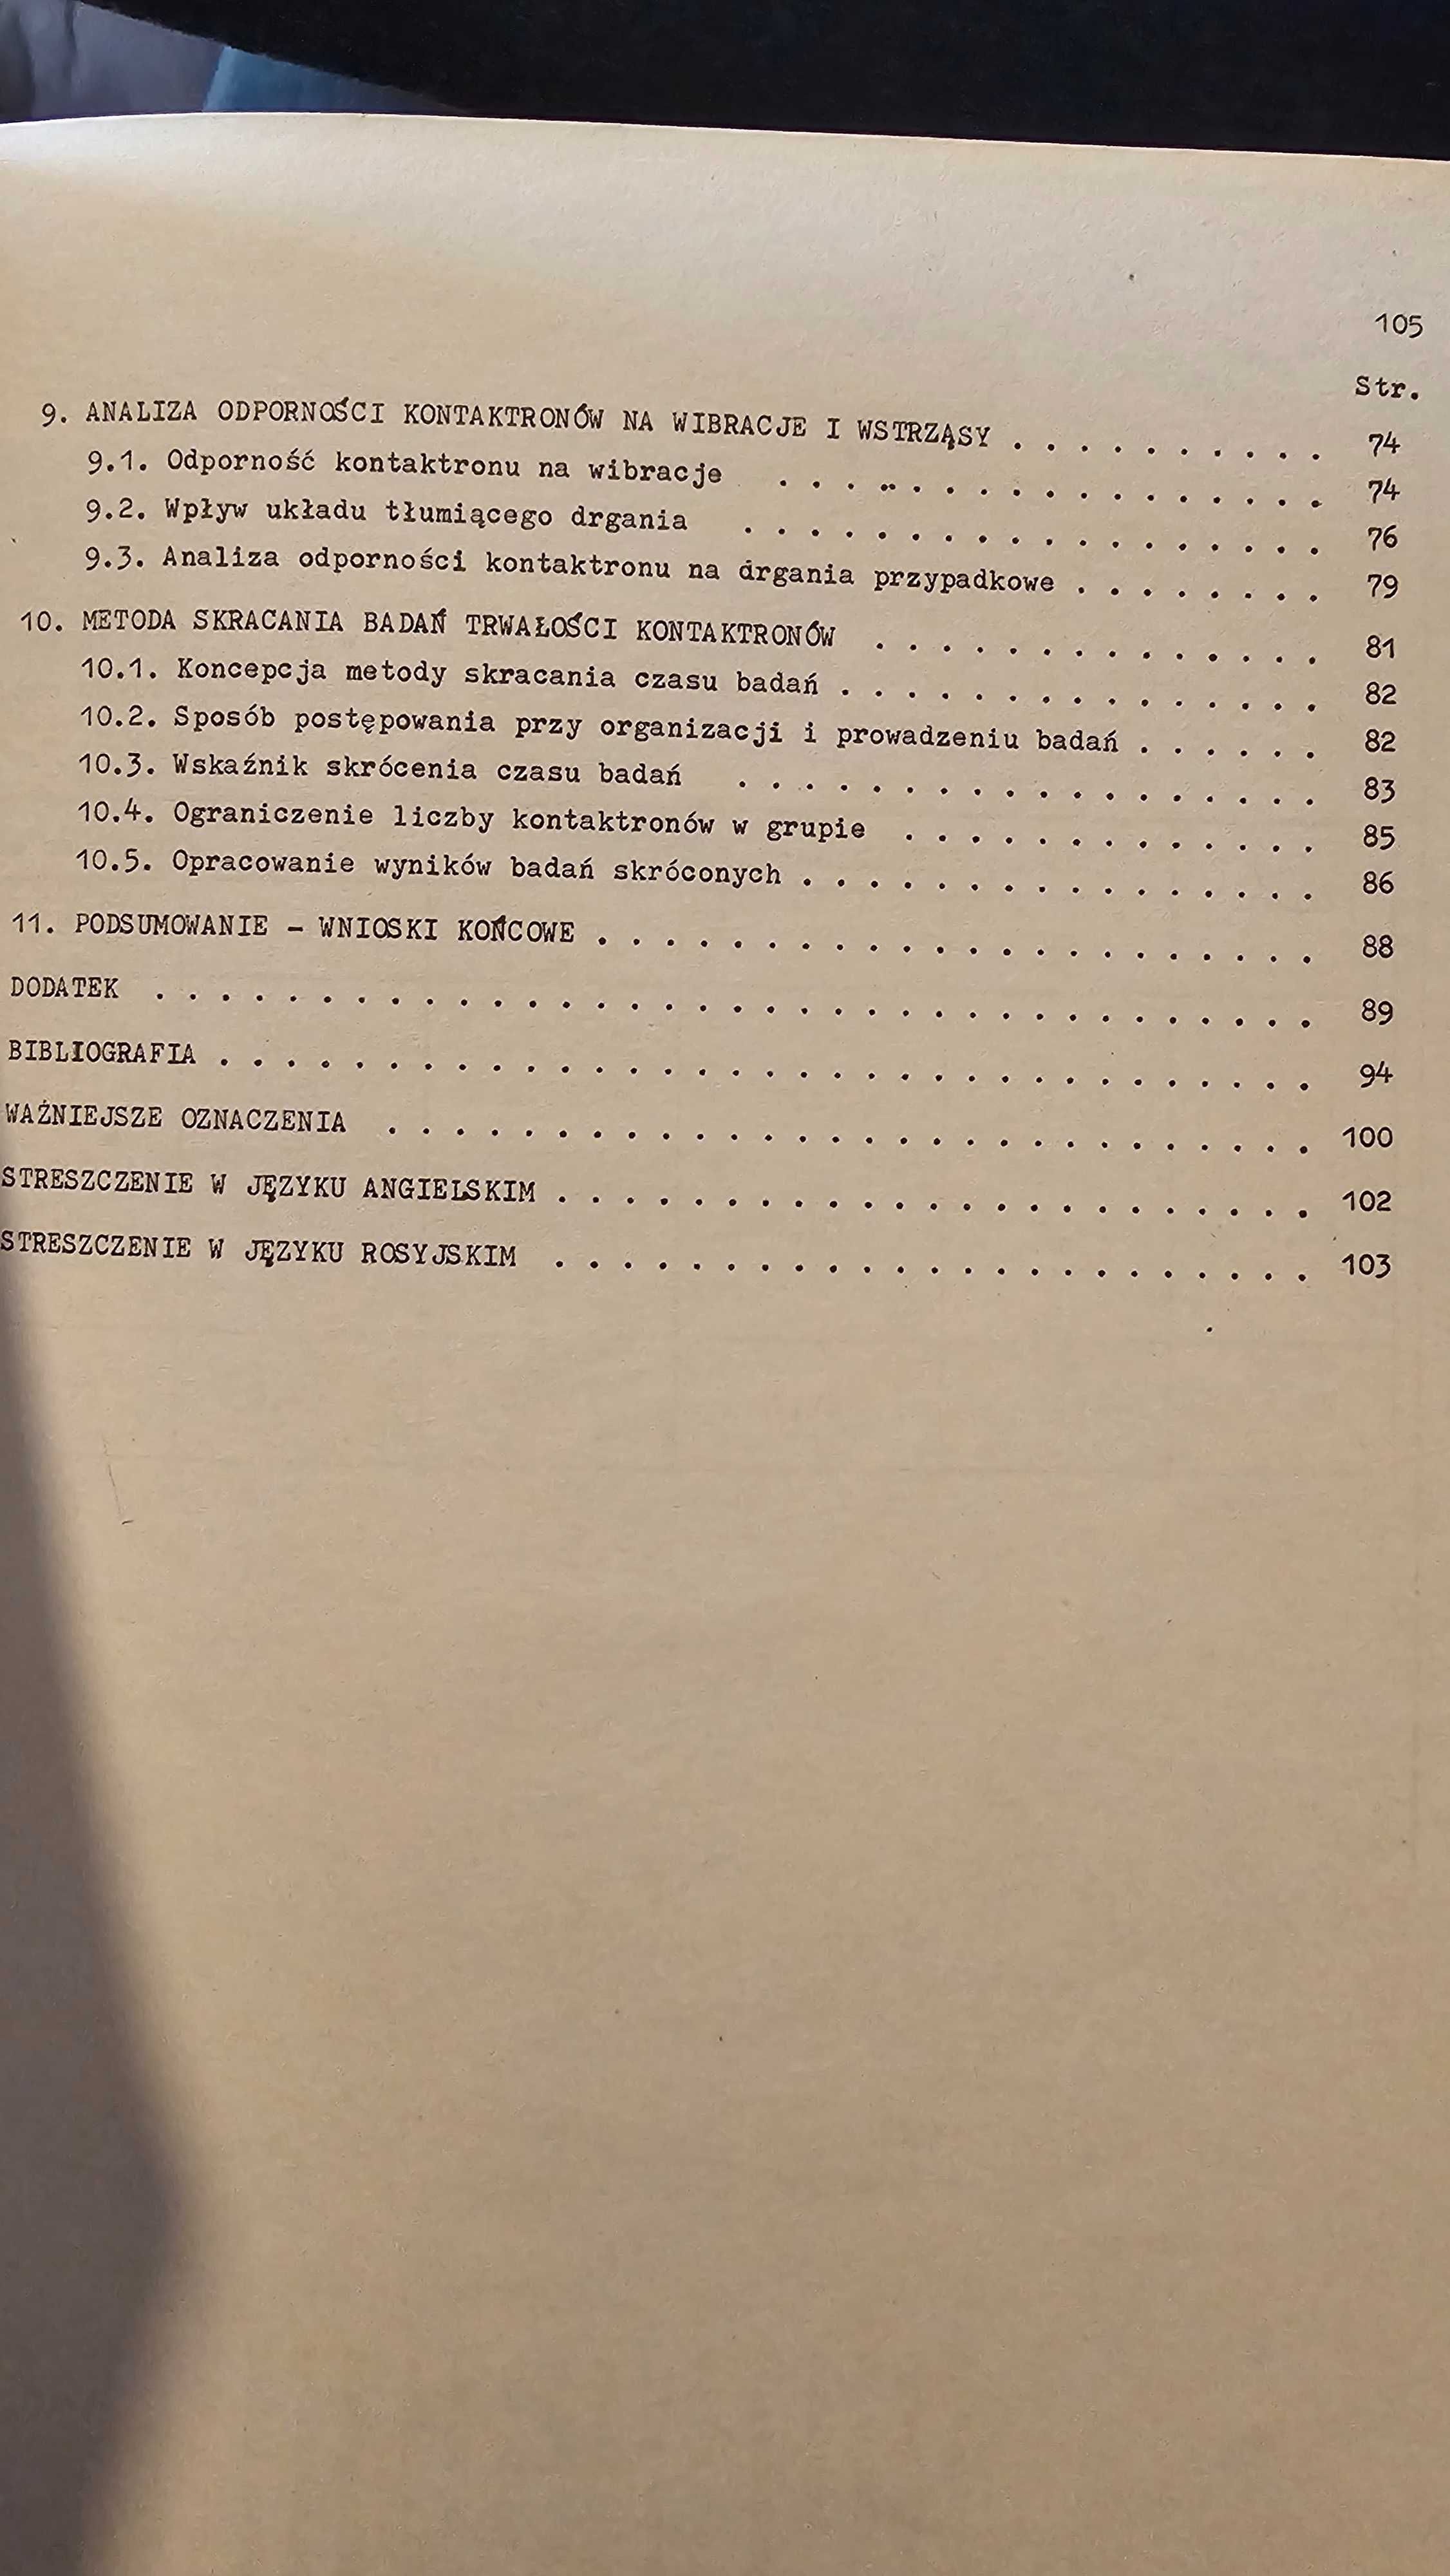 105
Str.
9. ANALIZA ODPORNOŚCI KONTAKTRONÓW NA WIBRACJE I WSTRZĄSY . . . . . . . . . . 74
9.1. Odporność kontaktronu na wibracje . . . . . . . . . . . . . . . . . 74
9.2. Wpływ układu tłumiącego drgania . . . . . . . . . . . . . . . . . . 76
9.3. Analiza odporności kontaktronu na drgania przypadkowe . . . . . . . . 79
10. METODA SKRACANIA BADAŃ TRWAŁOŚCI KONTAKTRONÓW . . . . . . . . . . . . . . 81
10.1. Koncepcja metody skracania czasu badań . . . . . . . . . . . . . . . 82
10.2. Sposób postępowania przy organizacji i prowadzeniu badań . . . . . . 82
10.3. Wskaźnik skrócenia czasu badań . . . . . . . . . . . . . . . . . . 83
10.4. Ograniczenie liczby kontaktronów w grupie . . . . . . . . . . . . . 85
10.5. Opracowanie wyników badań skróconych . . . . . . . . . . . . . . . . 86
11. PODSUMOWANIE - WNIOSKI KOŃCOWE . . . . . . . . . . . . . . . . . . . . . . 88
DODATEK . . . . . . . . . . . . . . . . . . . . . . . . . . . . . . . . . . . 89
BIBLIOGRAFIA . . . . . . . . . . . . . . . . . . . . . . . . . . . . . . . . . 94
WAŻNIEJSZE OZNACZENIA . . . . . . . . . . . . . . . . . . . . . . . . . . . . 100
STRESZCZENIE W JĘZYKU ANGIELSKIM . . . . . . . . . . . . . . . . . . . . . . . 102
STRESZCZENIE W JĘZYKU ROSYJSKIM . . . . . . . . . . . . . . . . . . . . . . . 103